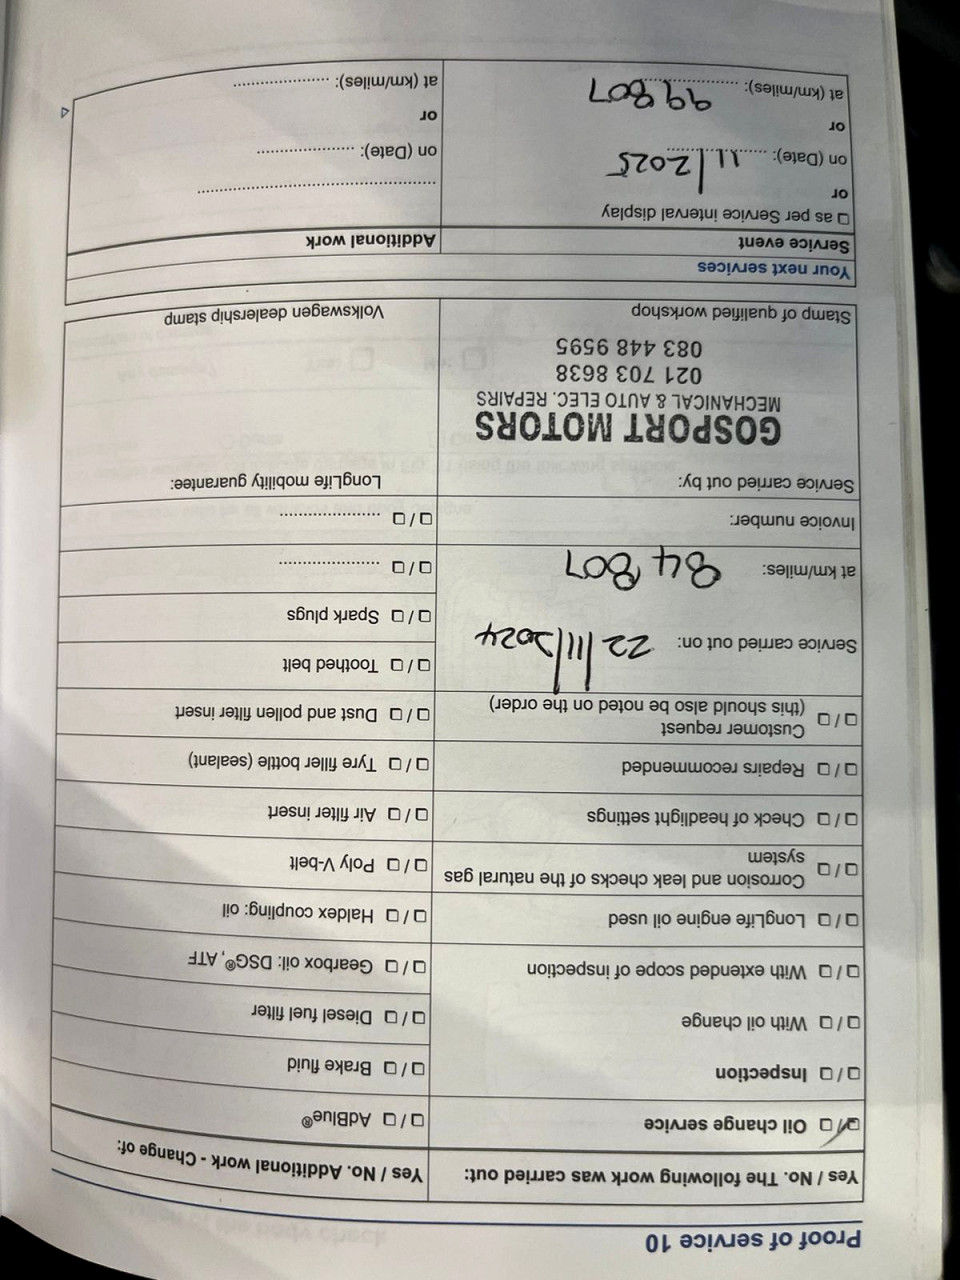 Proof of service 10
Yes / No. The following work was carried out:
☑/☐ Oil change service
☐/☐ Inspection
☐/☐ With oil change
☐/☐ With extended scope of inspection
☐/☐ LongLife engine oil used
☐/☐ Corrosion and leak checks of the natural gas
system
☐/☐ Check of headlight settings
☐/☐ Repairs recommended
☐/☐ Customer request
(this should also be noted on the order)
Service carried out on: 22/11/2024
at km/miles: 84 807
Invoice number:
Service carried out by:
GOSPORT MOTORS
MECHANICAL & AUTO ELEC. REPAIRS
021 703 8638
083 448 9595
Stamp of qualified workshop
Yes / No. Additional work - Change of:
☐/☐ AdBlue®
☐/☐ Brake fluid
☐/☐ Diesel fuel filter
☐/☐ Gearbox oil: DSG®, ATF
☐/☐ Haldex coupling: oil
☐/☐ Poly V-belt
☐/☐ Air filter insert
☐/☐ Tyre filler bottle (sealant)
☐/☐ Dust and pollen filter insert
☐/☐ Toothed belt
☐/☐ Spark plugs
☐/☐ ....................
☐/☐ ....................
LongLife mobility guarantee:
Volkswagen dealership stamp
Your next services
Service event
☐ as per Service interval display
or
on (Date): 11/2025
or
at (km/miles): 99 807
Additional work
................................................
on (Date): ....................
or
at (km/miles): ....................